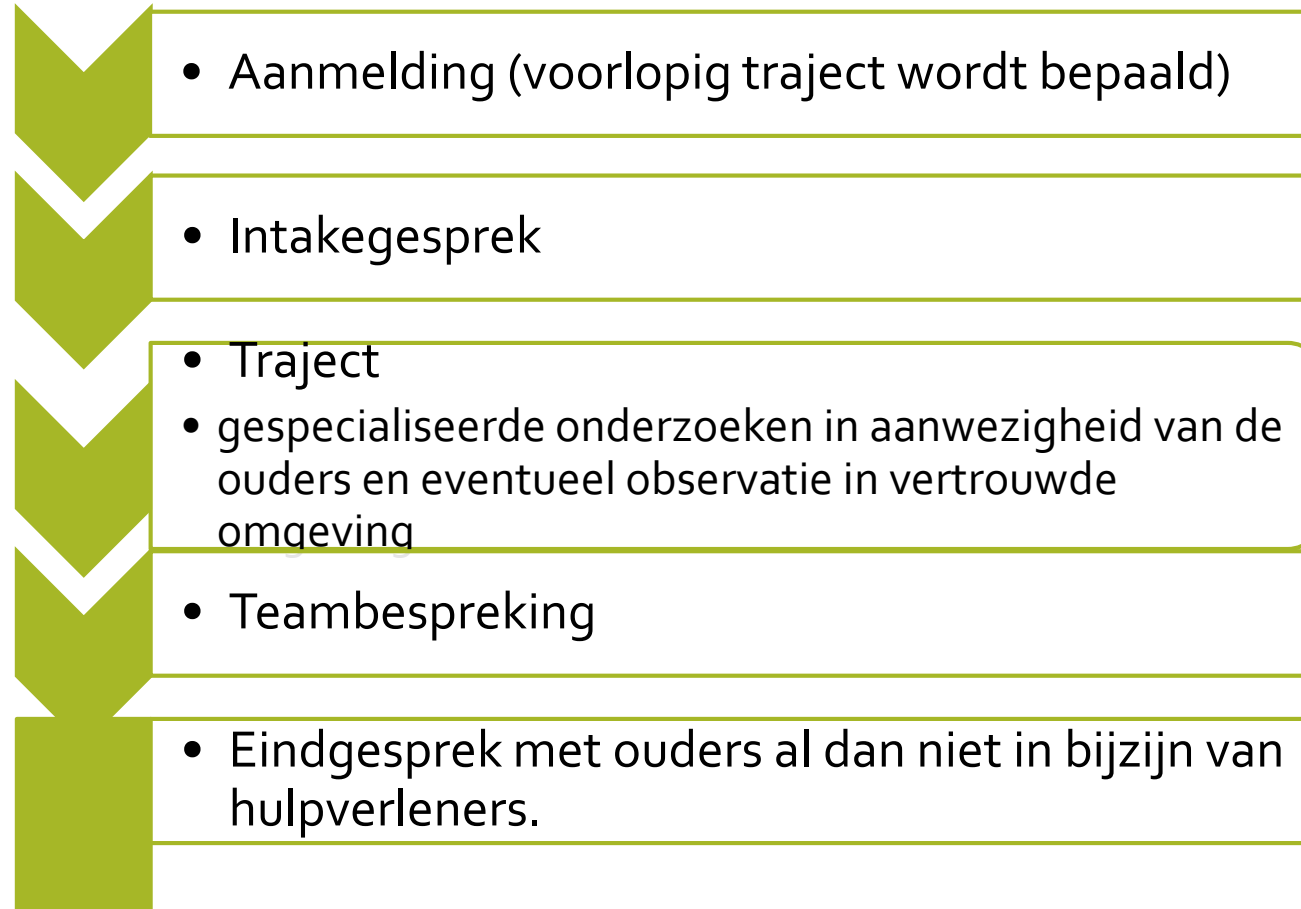 • Aanmelding (voorlopig traject wordt bepaald)
• Intakegesprek
• Traject
• gespecialiseerde onderzoeken in aanwezigheid van de
ouders en eventueel observatie in vertrouwde
omgeving
• Teambespreking
• Eindgesprek met ouders al dan niet in bijzijn van
hulpverleners.